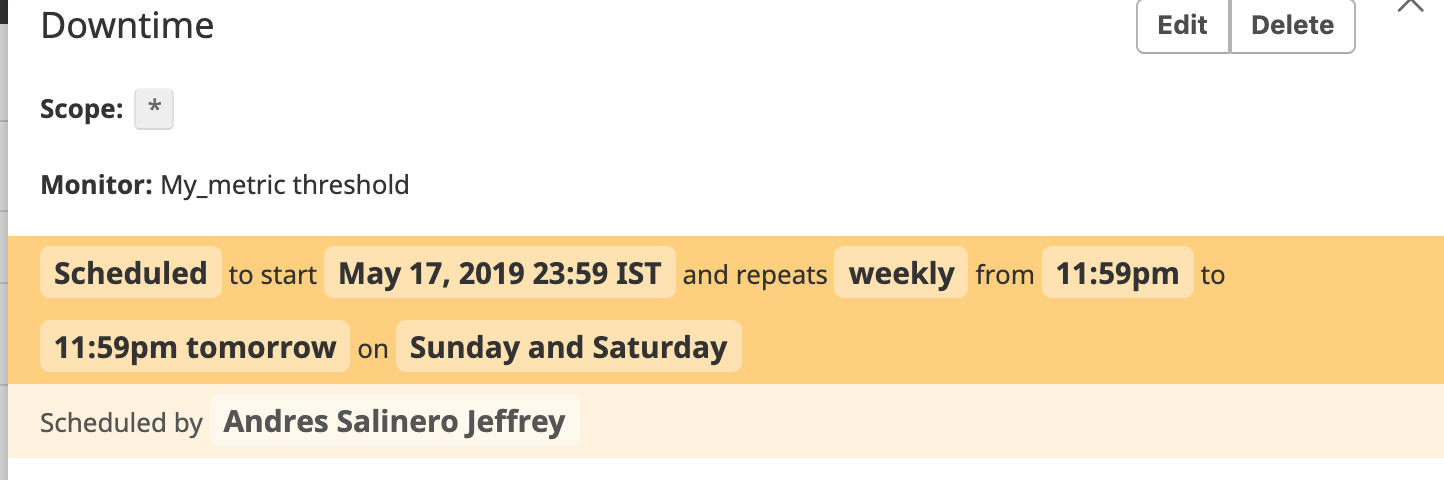 Downtime
Edit
Delete
Scope: *
Monitor: My_metric threshold
Scheduled to start May 17, 2019 23:59 IST and repeats weekly from 11:59pm to
11:59pm tomorrow on Sunday and Saturday
Scheduled by Andres Salinero Jeffrey